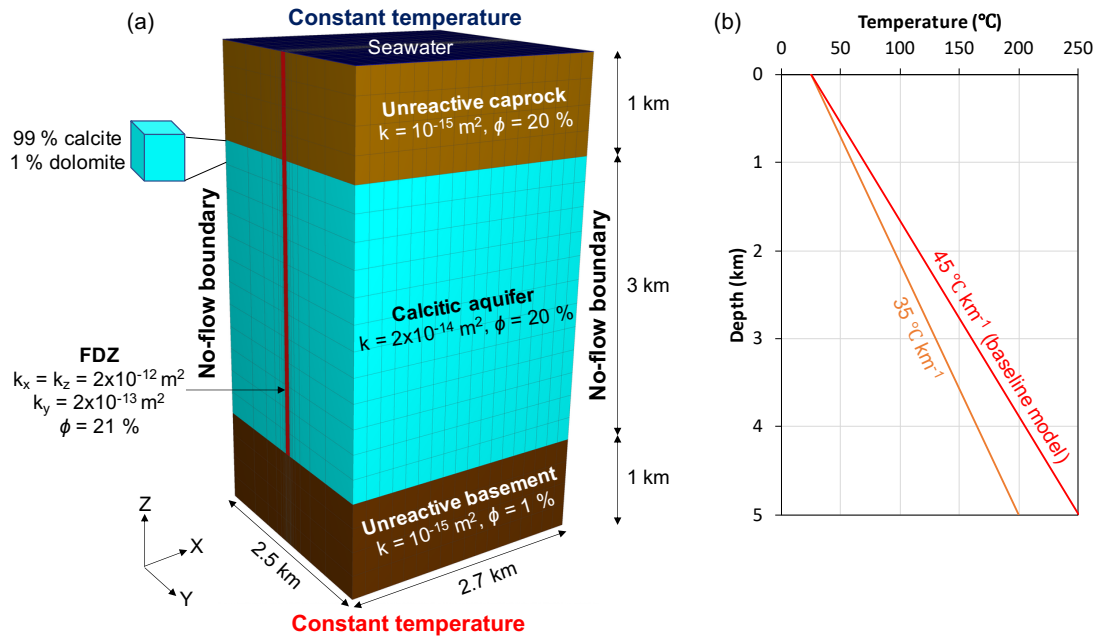 (a)
Constant temperature
Seawater
Unreactive caprock
k = 10⁻¹⁵ m², ϕ = 20 %
1 km
99 % calcite
1 % dolomite
No-flow boundary
Calcitic aquifer
k = 2x10⁻¹⁴ m², ϕ = 20 %
No-flow boundary
3 km
FDZ
kₓ = k_z = 2x10⁻¹² m²
k_y = 2x10⁻¹³ m²
ϕ = 21 %
Unreactive basement
k = 10⁻¹⁵ m², ϕ = 1 %
1 km
Z
X
Y
2.5 km
2.7 km
Constant temperature
(b)
Temperature (℃)
0 50 100 150 200 250
Depth (km)
0
1
2
3
4
5
45 ℃ km⁻¹ (baseline model)
35 ℃ km⁻¹